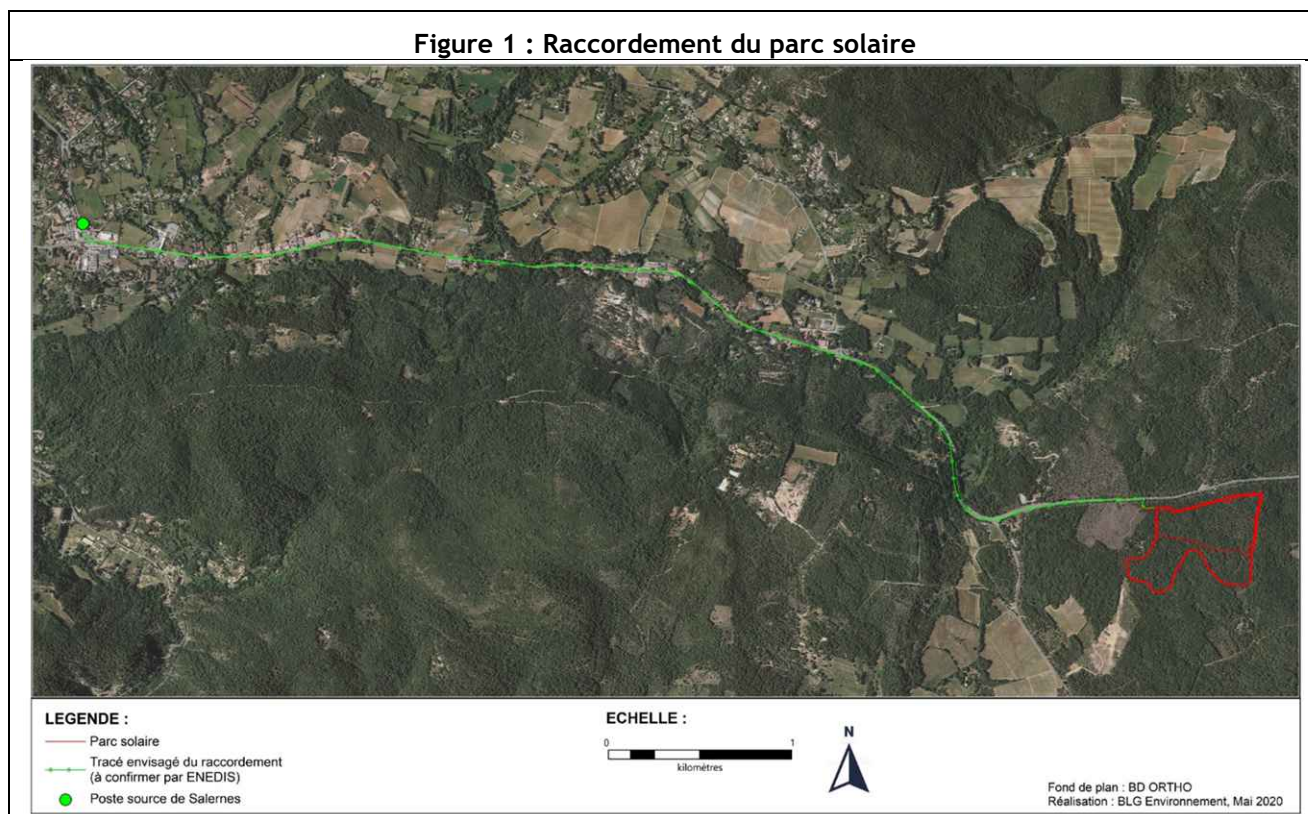 Figure 1 : Raccordement du parc solaire
LEGENDE :
Parc solaire
Tracé envisagé du raccordement
(à confirmer par ENEDIS)
Poste source de Salernes
ECHELLE :
0 1
kilomètres
N
Fond de plan : BD ORTHO
Réalisation : BLG Environnement, Mai 2020